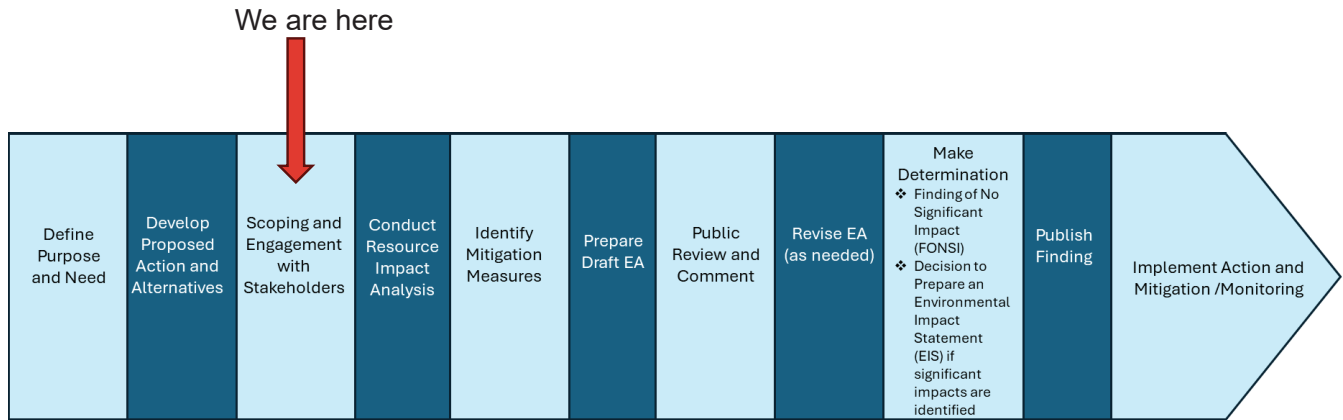 We are here
Define
Purpose
and Need
Develop
Proposed
Action and
Alternatives
Scoping and
Engagement
with
Stakeholders
Conduct
Resource
Impact
Analysis
Identify
Mitigation
Measures
Prepare
Draft EA
Public
Review and
Comment
Revise EA
(as needed)
Make
Determination
❖ Finding of No
Significant
Impact
(FONSI)
❖ Decision to
Prepare an
Environmental
Impact
Statement
(EIS) if
significant
impacts are
identified
Publish
Finding
Implement Action and
Mitigation /Monitoring